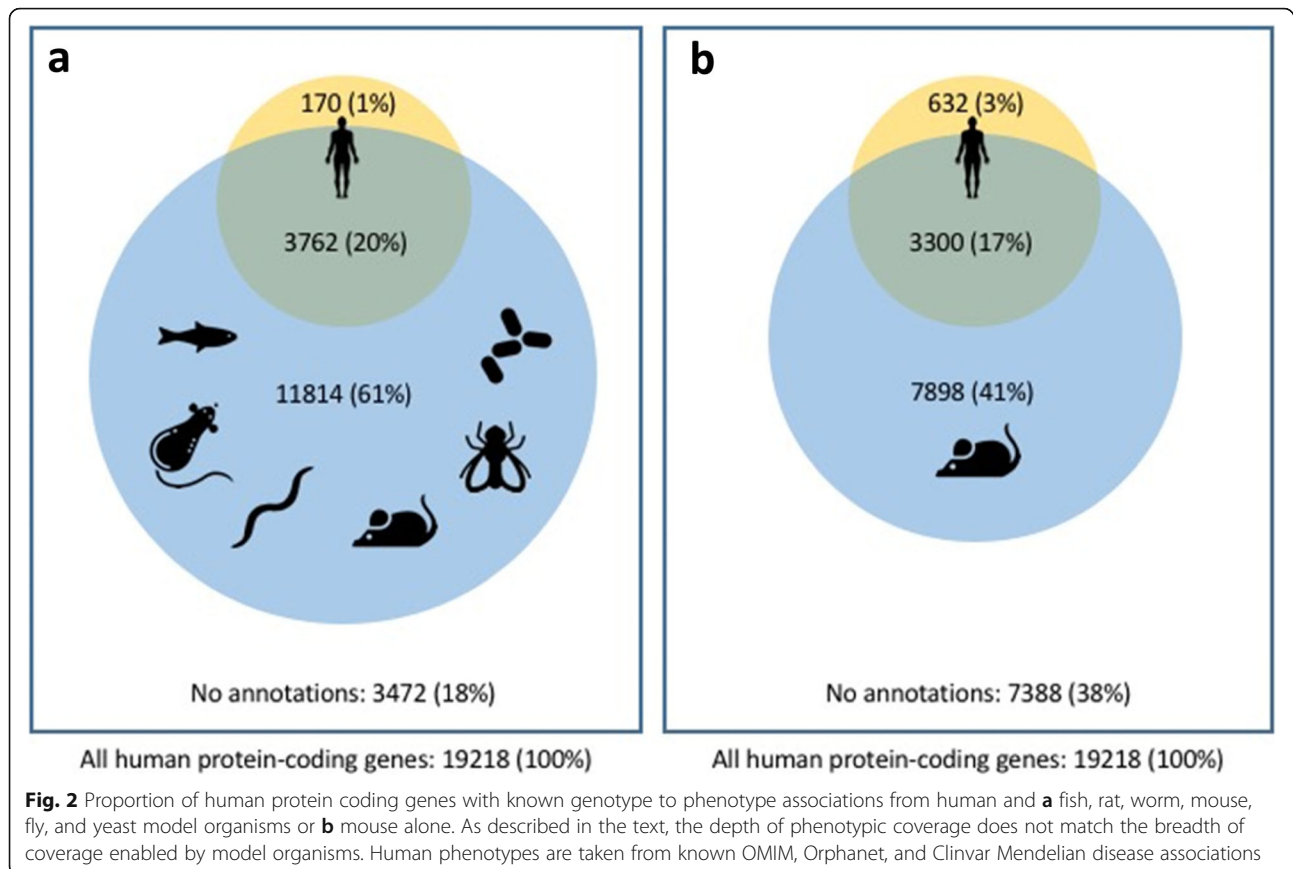 a
170 (1%)
3762 (20%)
11814 (61%)
No annotations: 3472 (18%)
All human protein-coding genes: 19218 (100%)
b
632 (3%)
3300 (17%)
7898 (41%)
No annotations: 7388 (38%)
All human protein-coding genes: 19218 (100%)
Fig. 2 Proportion of human protein coding genes with known genotype to phenotype associations from human and a fish, rat, worm, mouse,
fly, and yeast model organisms or b mouse alone. As described in the text, the depth of phenotypic coverage does not match the breadth of
coverage enabled by model organisms. Human phenotypes are taken from known OMIM, Orphanet, and Clinvar Mendelian disease associations